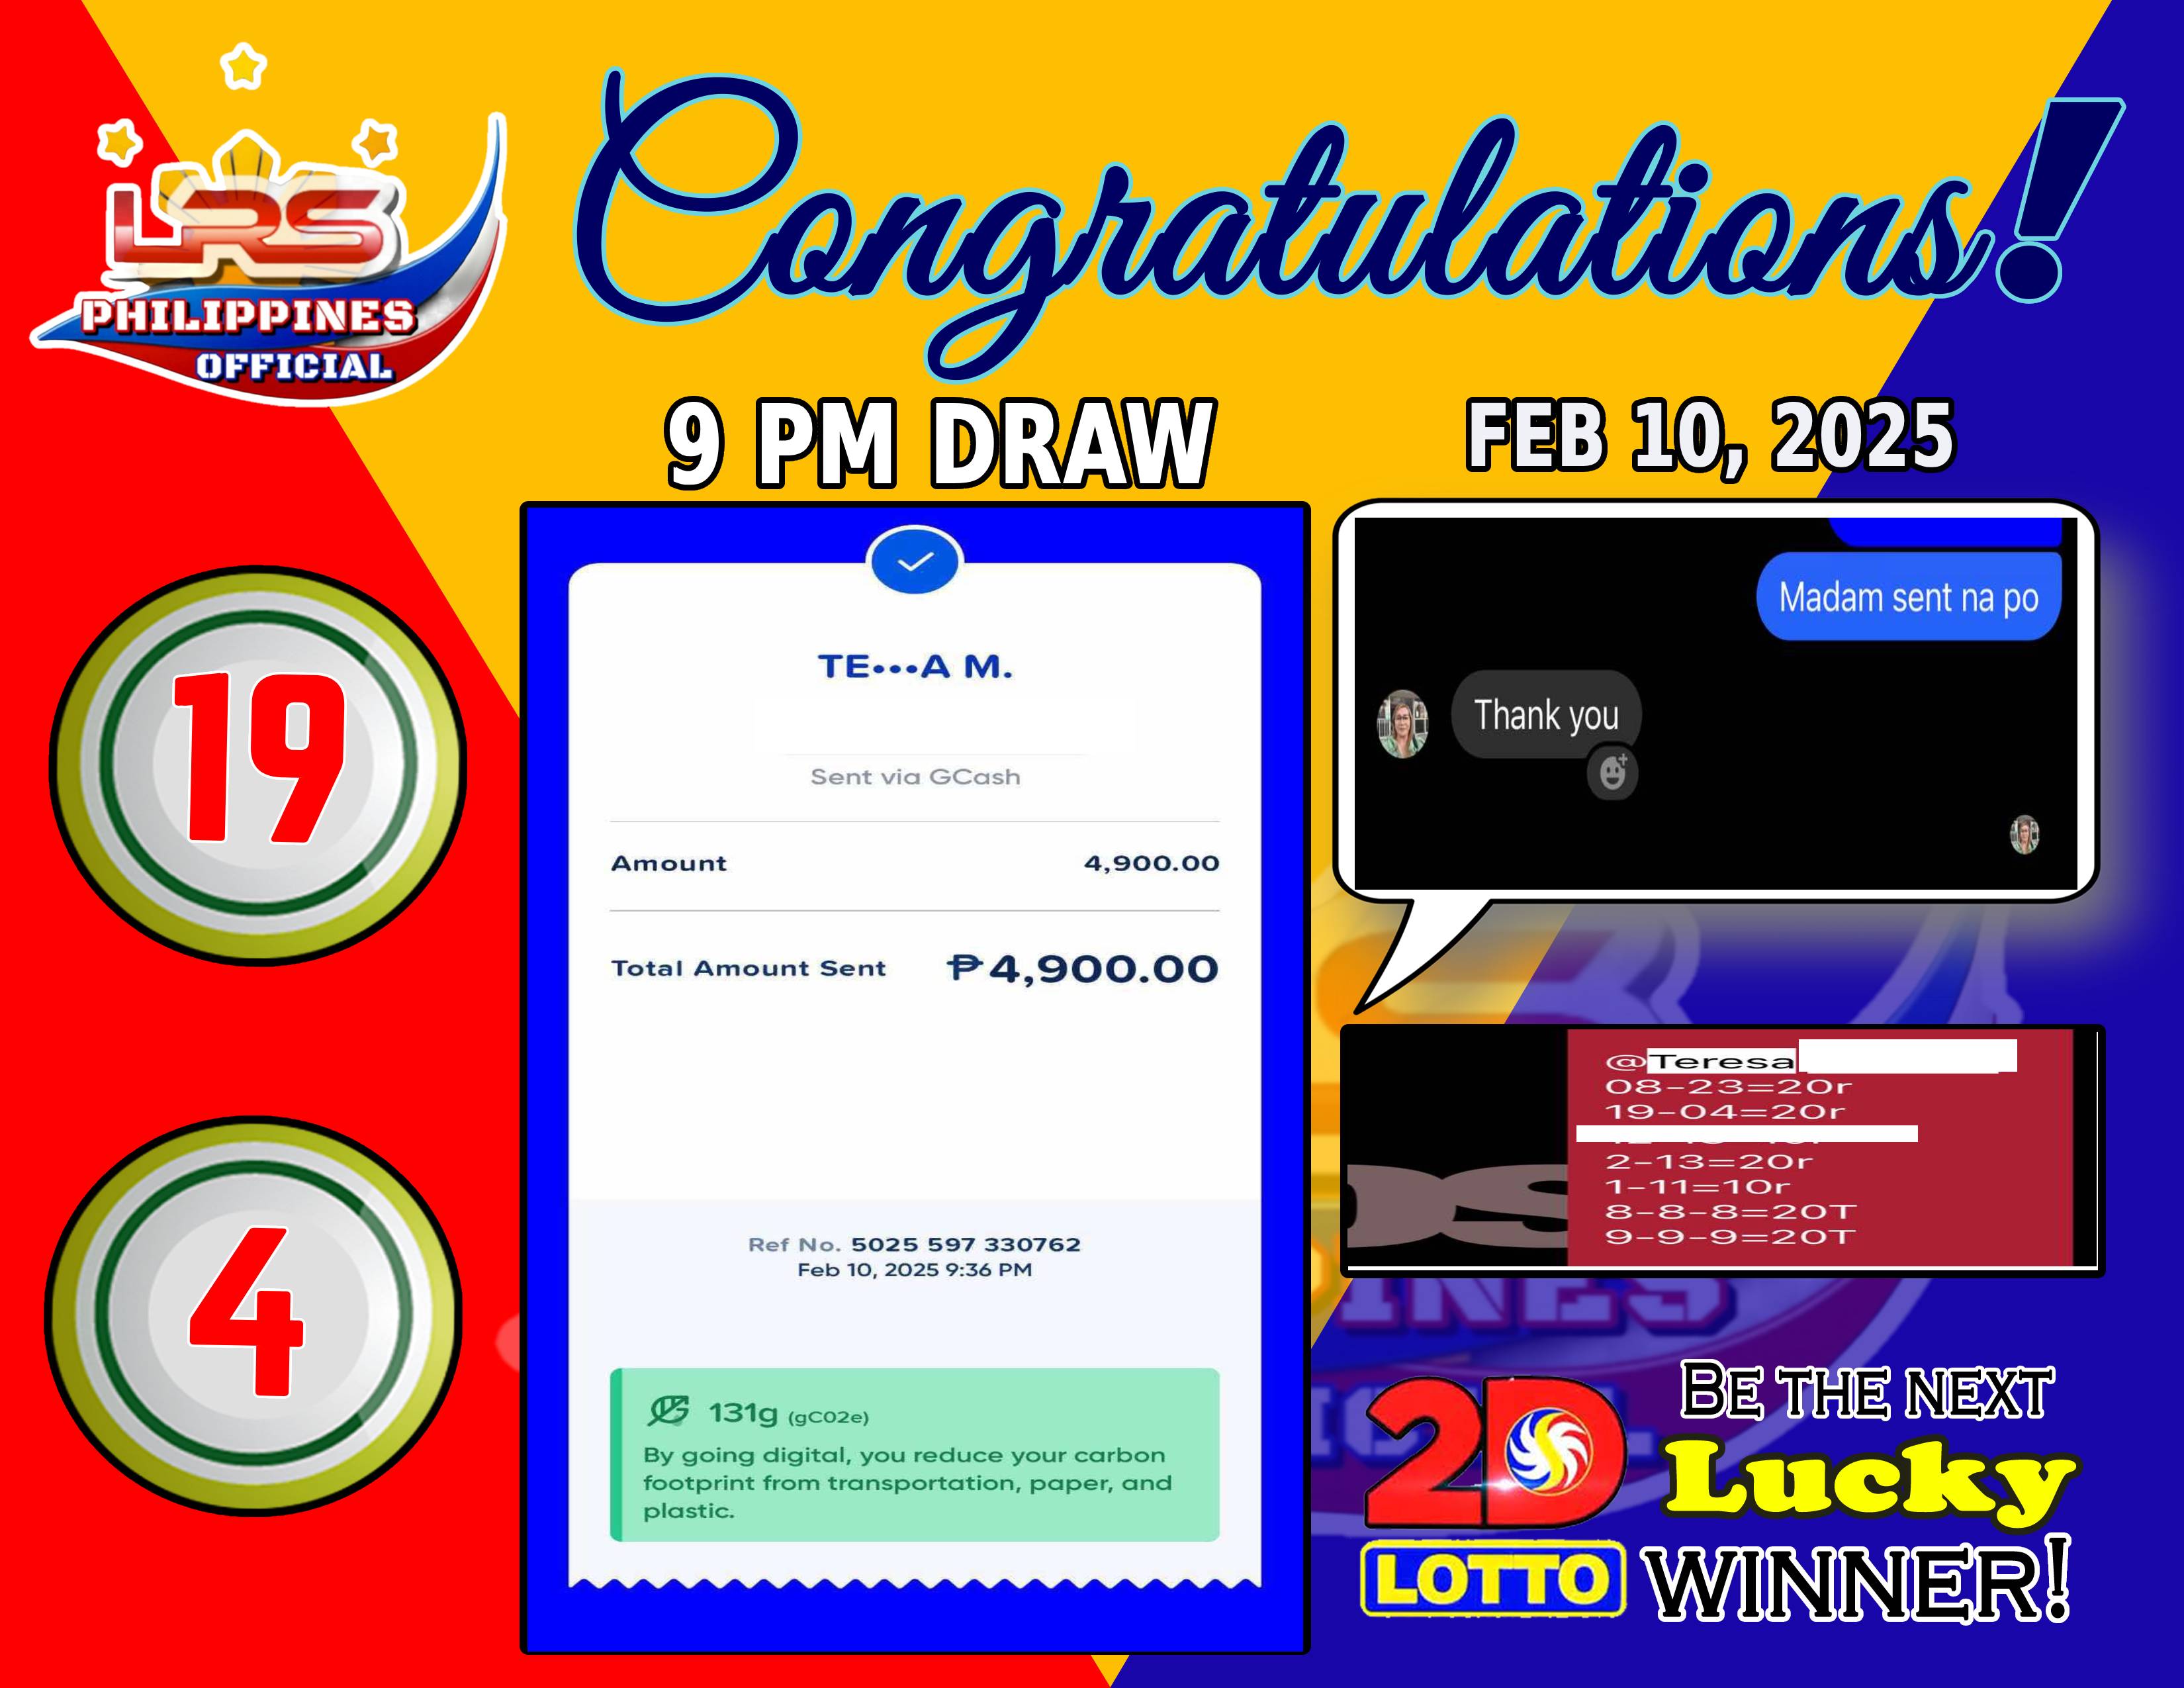 LRS
PHILIPPINES
OFFICIAL
Congratulations!
9 PM DRAW
FEB 10, 2025
19
4
TE•••A M.
Sent via GCash
Amount 4,900.00
Total Amount Sent ₱4,900.00
Ref No. 5025 597 330762
Feb 10, 2025 9:36 PM
131g (gCO2e)
By going digital, you reduce your carbon
footprint from transportation, paper, and
plastic.
Madam sent na po
Thank you
@Teresa
08-23=20r
19-04=20r
2-13=20r
1-11=10r
8-8-8=20T
9-9-9=20T
2D
LOTTO
BE THE NEXT
Lucky
WINNER!